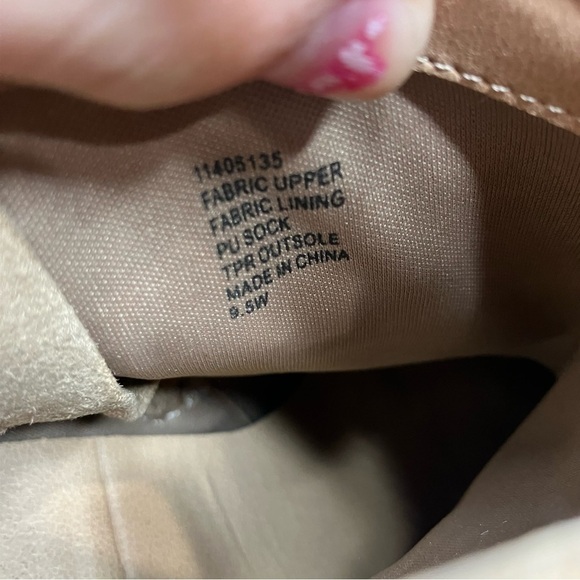 11405135
FABRIC UPPER
FABRIC LINING
PU SOCK
TPR OUTSOLE
MADE IN CHINA
9.5W